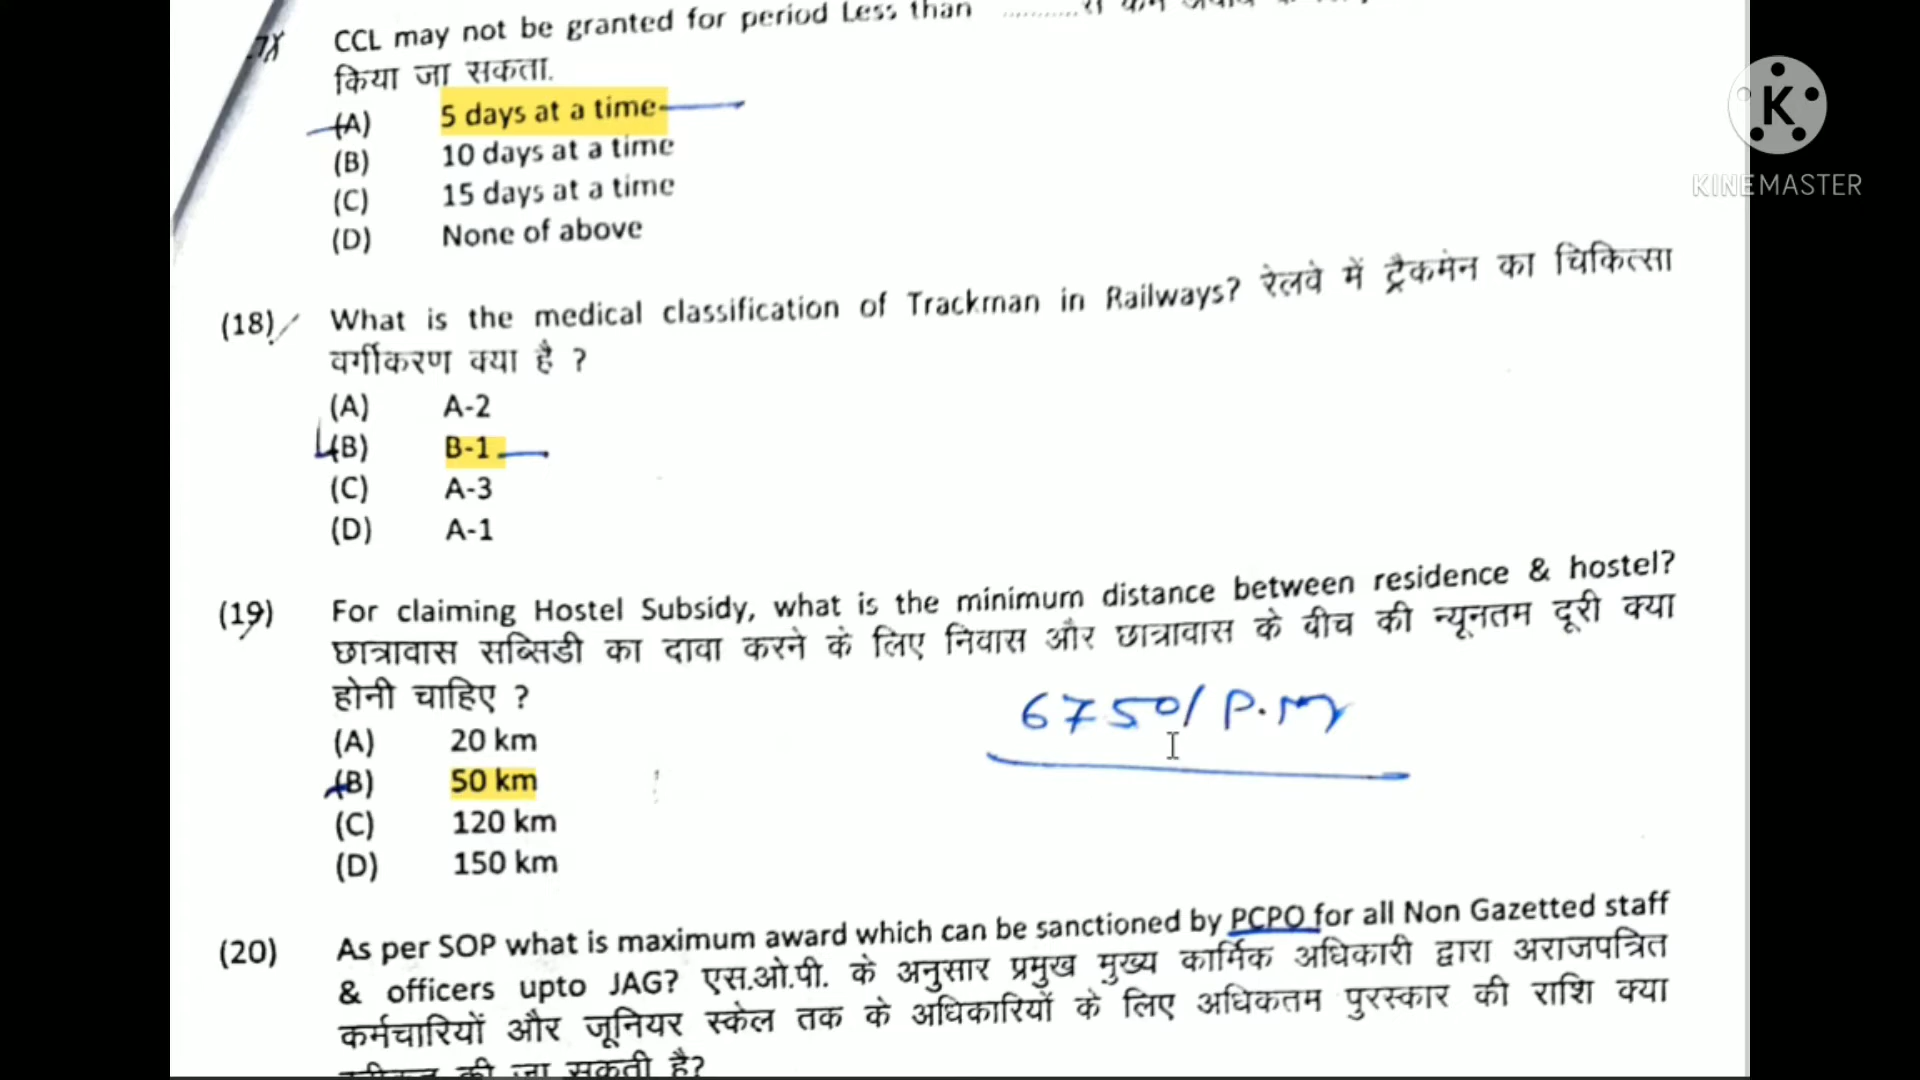 CCL may not be granted for period Less than ...........से कम अवधि के
किया जा सकता.
(A) 5 days at a time
(B) 10 days at a time
(C) 15 days at a time
(D) None of above
K
KINEMASTER
(18) What is the medical classification of Trackman in Railways? रेलवे में ट्रैकमेन का चिकित्सा
वर्गीकरण क्या है ?
(A) A-2
(B) B-1
(C) A-3
(D) A-1
(19) For claiming Hostel Subsidy, what is the minimum distance between residence & hostel?
छात्रावास सब्सिडी का दावा करने के लिए निवास और छात्रावास के बीच की न्यूनतम दूरी क्या
होनी चाहिए ?
6750/ P.M
(A) 20 km
(B) 50 km
(C) 120 km
(D) 150 km
(20) As per SOP what is maximum award which can be sanctioned by PCPO for all Non Gazetted staff
& officers upto JAG? एस.ओ.पी. के अनुसार प्रमुख मुख्य कार्मिक अधिकारी द्वारा अराजपत्रित
कर्मचारियों और जूनियर स्केल तक के अधिकारियों के लिए अधिकतम पुरस्कार की राशि क्या
की जा सकती है?